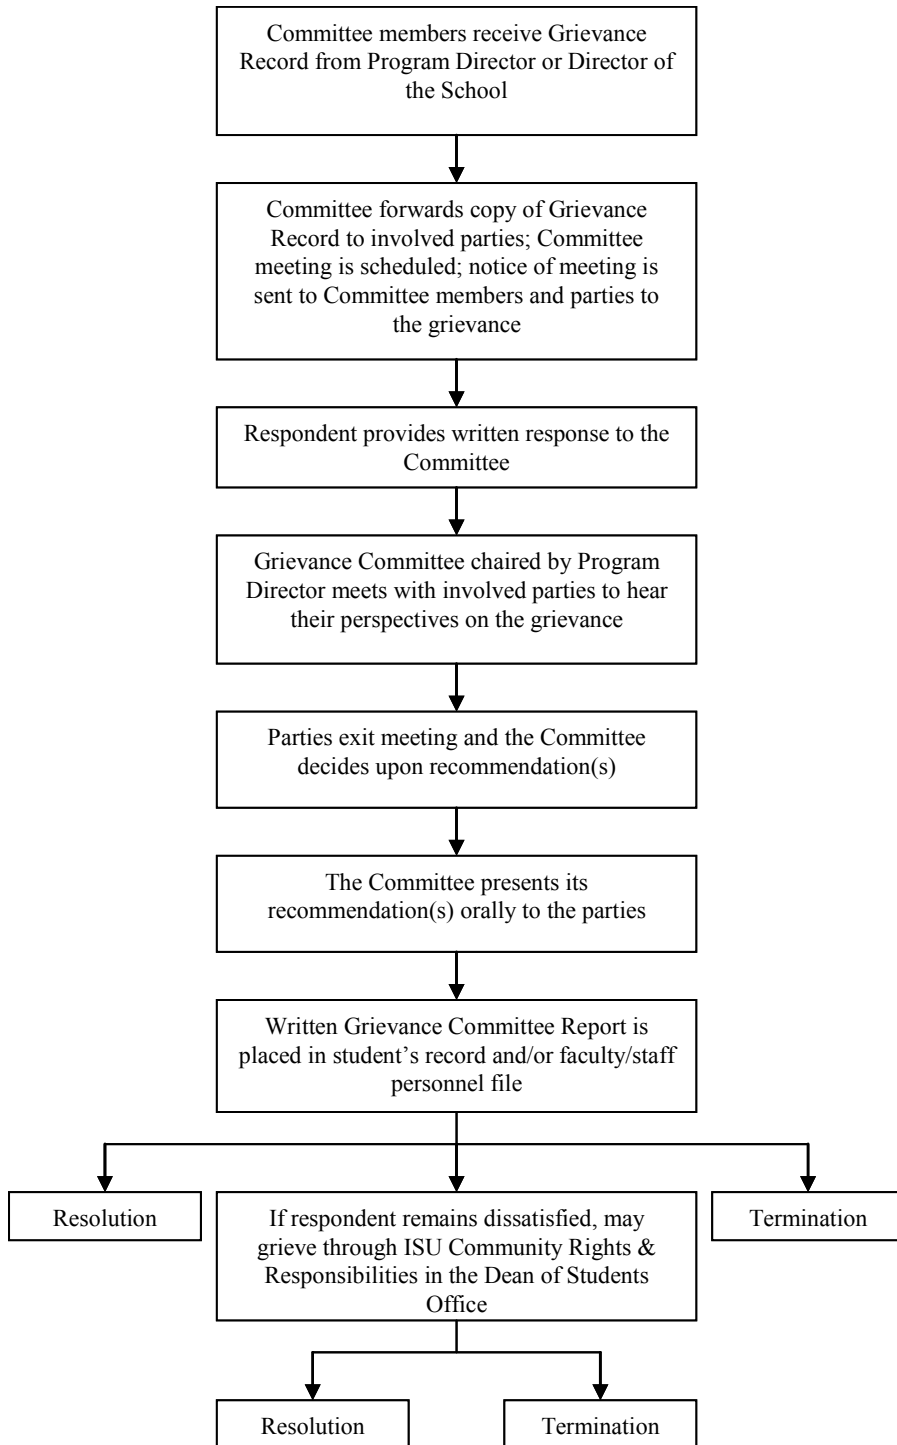 Committee members receive Grievance
Record from Program Director or Director of
the School
Committee forwards copy of Grievance
Record to involved parties; Committee
meeting is scheduled; notice of meeting is
sent to Committee members and parties to
the grievance
Respondent provides written response to the
Committee
Grievance Committee chaired by Program
Director meets with involved parties to hear
their perspectives on the grievance
Parties exit meeting and the Committee
decides upon recommendation(s)
The Committee presents its
recommendation(s) orally to the parties
Written Grievance Committee Report is
placed in student’s record and/or faculty/staff
personnel file
Resolution
If respondent remains dissatisfied, may
grieve through ISU Community Rights &
Responsibilities in the Dean of Students
Office
Termination
Resolution
Termination